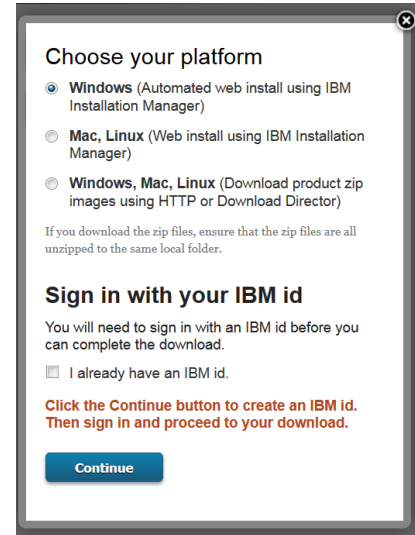 Choose your platform
Windows (Automated web install using IBM
Installation Manager)
Mac, Linux (Web install using IBM Installation
Manager)
Windows, Mac, Linux (Download product zip
images using HTTP or Download Director)
If you download the zip files, ensure that the zip files are all
unzipped to the same local folder.
Sign in with your IBM id
You will need to sign in with an IBM id before you
can complete the download.
I already have an IBM id.
Click the Continue button to create an IBM id.
Then sign in and proceed to your download.
Continue